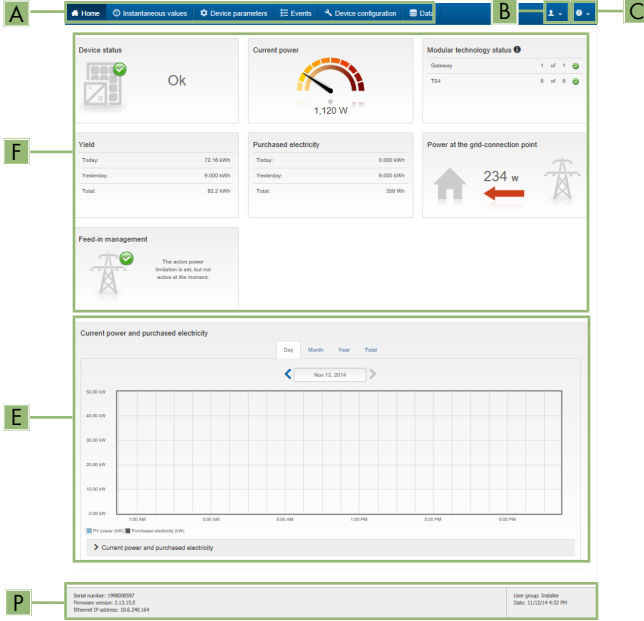 A
Home Instantaneous values Device parameters Events Device configuration Data
B
C
Device status
Ok
Current power
1,120 W
Modular technology status
Gateway 1 of 1
TS4 6 of 6
F
Yield
Today: 72.16 kWh
Yesterday: 9.000 kWh
Total: 82.2 kWh
Purchased electricity
Today: 0.000 kWh
Yesterday: 9.000 kWh
Total: 359 Wh
Power at the grid-connection point
234 W
Feed-in management
The active power
limitation is set, but not
active at the moment.
Current power and purchased electricity
Day Month Year Total
Nov 12, 2014
E
50.00 kW
40.00 kW
30.00 kW
20.00 kW
10.00 kW
0.00 kW
1:00 AM 5:00 AM 8:00 AM 1:00 PM 5:00 PM 8:00 PM
PV power (kW) Purchased electricity (kW)
Current power and purchased electricity
P
Serial number: 1998000597
Firmware version: 2.13.15.E
Ethernet IP address: 10.6.240.164
User group: Installer
Date: 11/12/14 4:32 PM